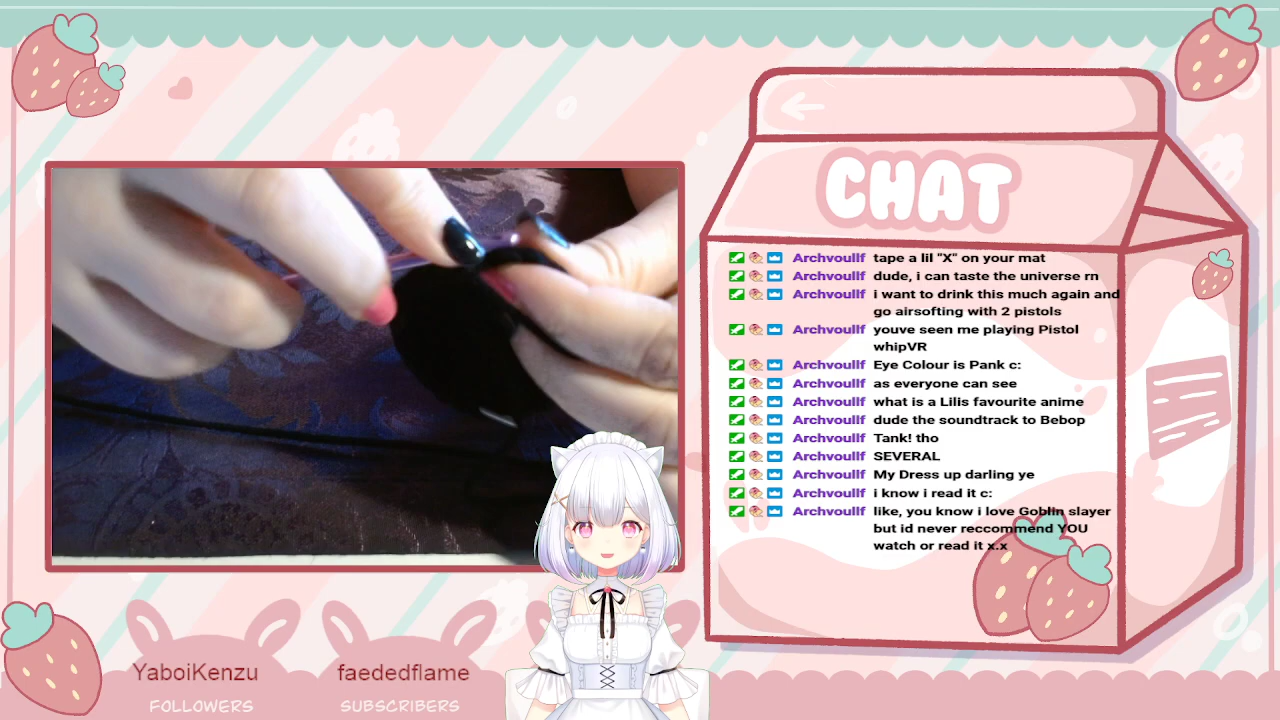 CHAT
Archvoullf tape a lil "X" on your mat
Archvoullf dude, i can taste the universe rn
Archvoullf i want to drink this much again and
go airsofting with 2 pistols
Archvoullf youve seen me playing Pistol
whipVR
Archvoullf Eye Colour is Pank c:
Archvoullf as everyone can see
Archvoullf what is a Lilis favourite anime
Archvoullf dude the soundtrack to Bebop
Archvoullf Tank! tho
Archvoullf SEVERAL
Archvoullf My Dress up darling ye
Archvoullf i know i read it c:
Archvoullf like, you know i love Goblin slayer
but id never reccommend YOU
watch or read it x.x
YaboiKenzu
FOLLOWERS
faededflame
SUBSCRIBERS